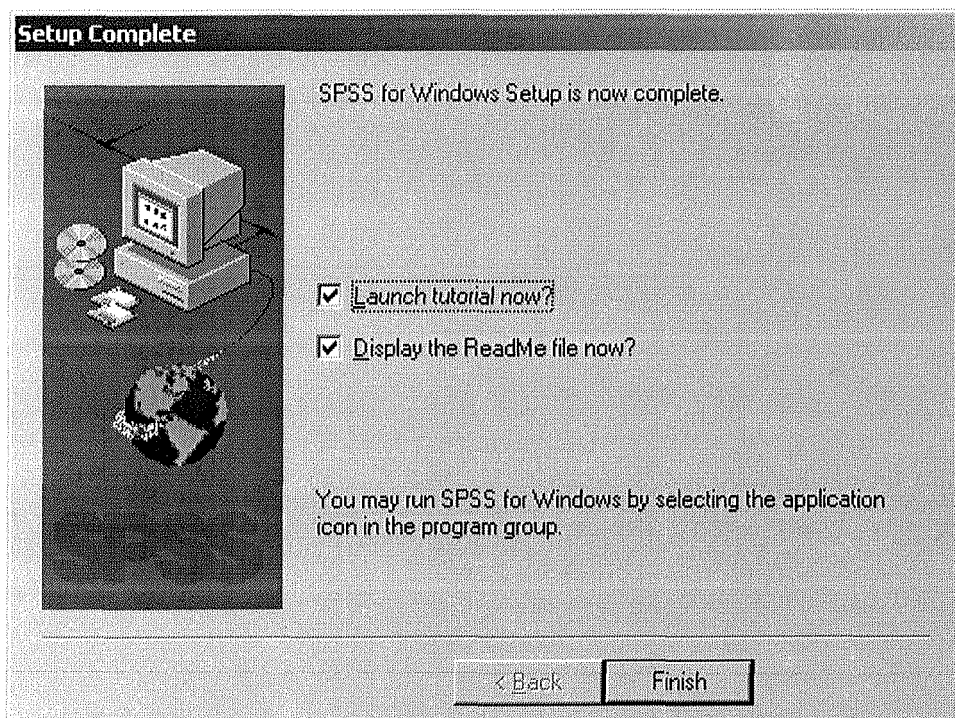 Setup Complete
SPSS for Windows Setup is now complete.
Launch tutorial now?
Display the ReadMe file now?
You may run SPSS for Windows by selecting the application
icon in the program group.
< Back
Finish